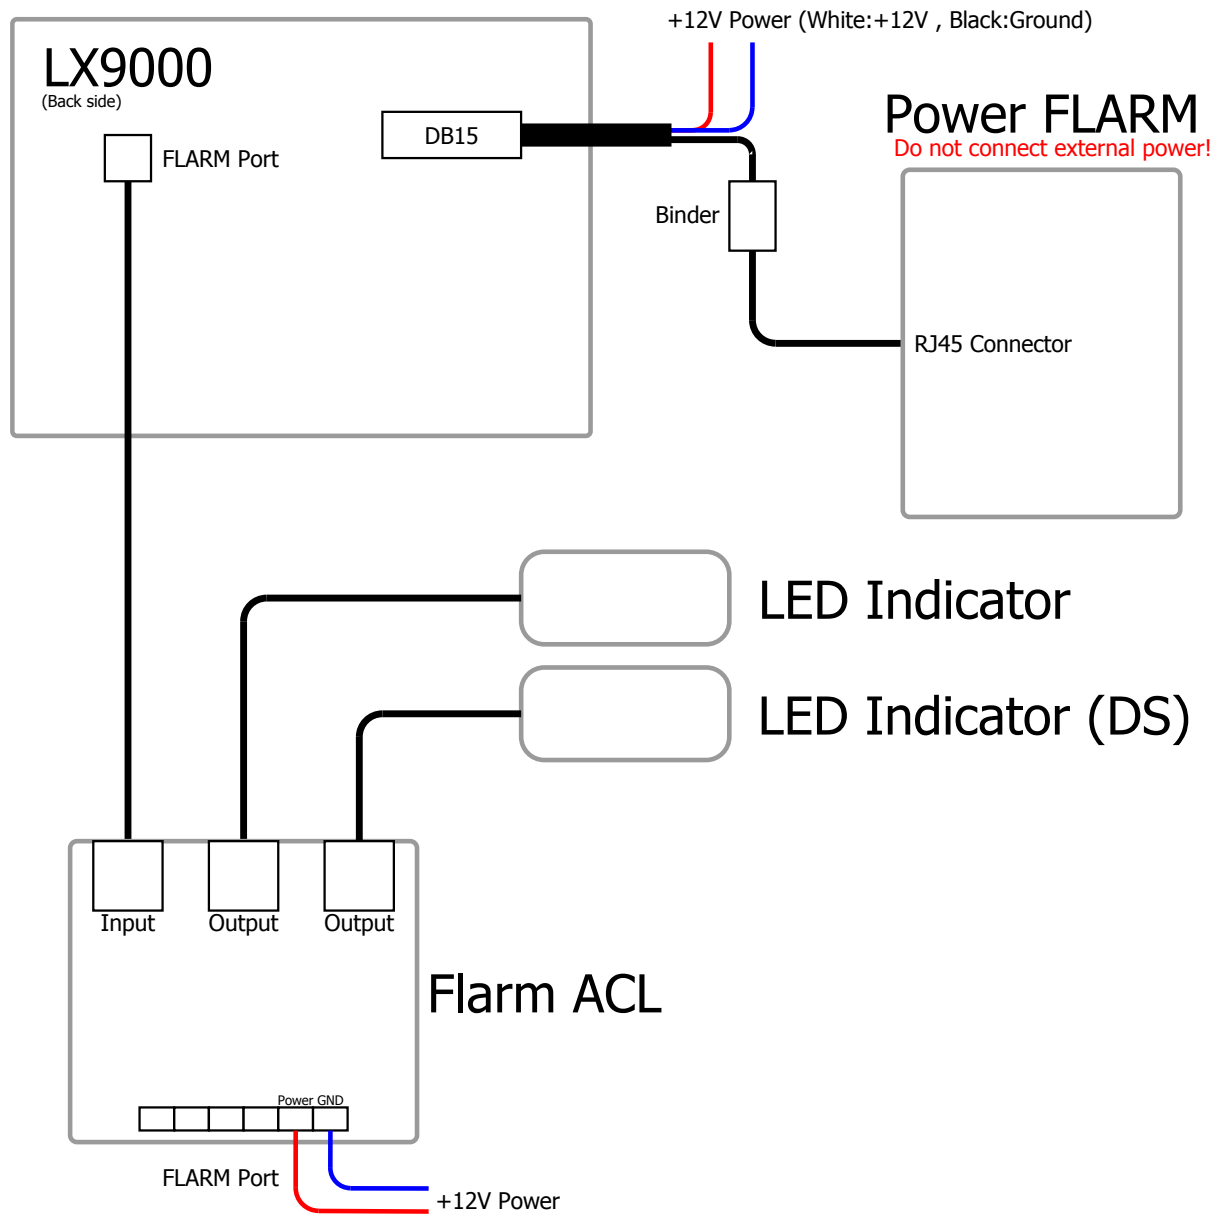 +12V Power (White:+12V , Black:Ground)
LX9000
(Back side)
Power FLARM
Do not connect external power!
DB15
FLARM Port
Binder
RJ45 Connector
LED Indicator
LED Indicator (DS)
Input
Output
Output
Flarm ACL
Power GND
FLARM Port
+12V Power